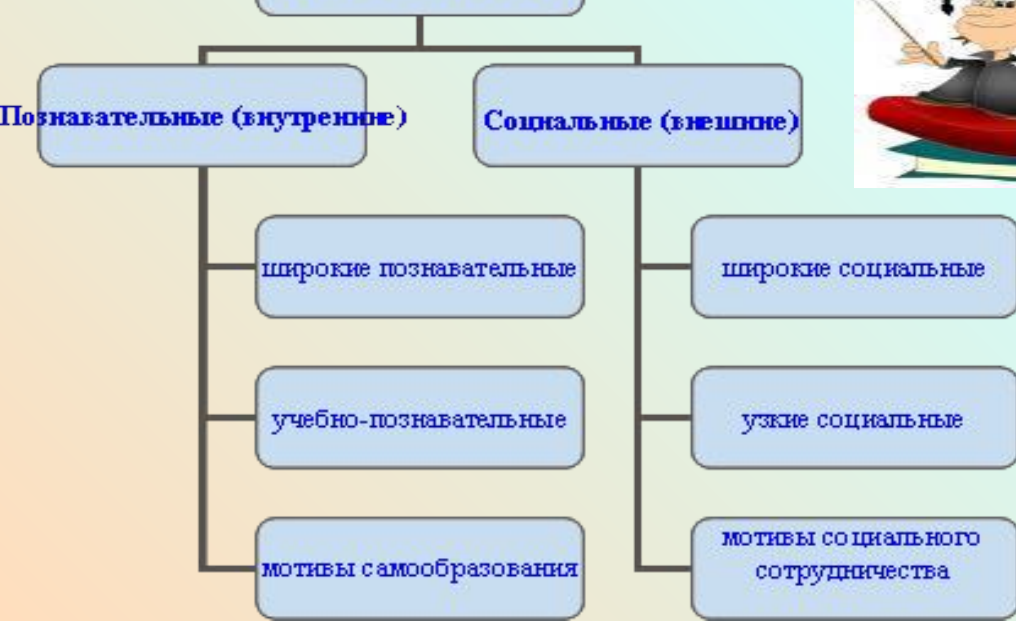 Познавательные (внутренние)
Социальные (внешние)
широкие познавательные
учебно-познавательные
мотивы самообразования
широкие социальные
узкие социальные
мотивы социального
сотрудничества